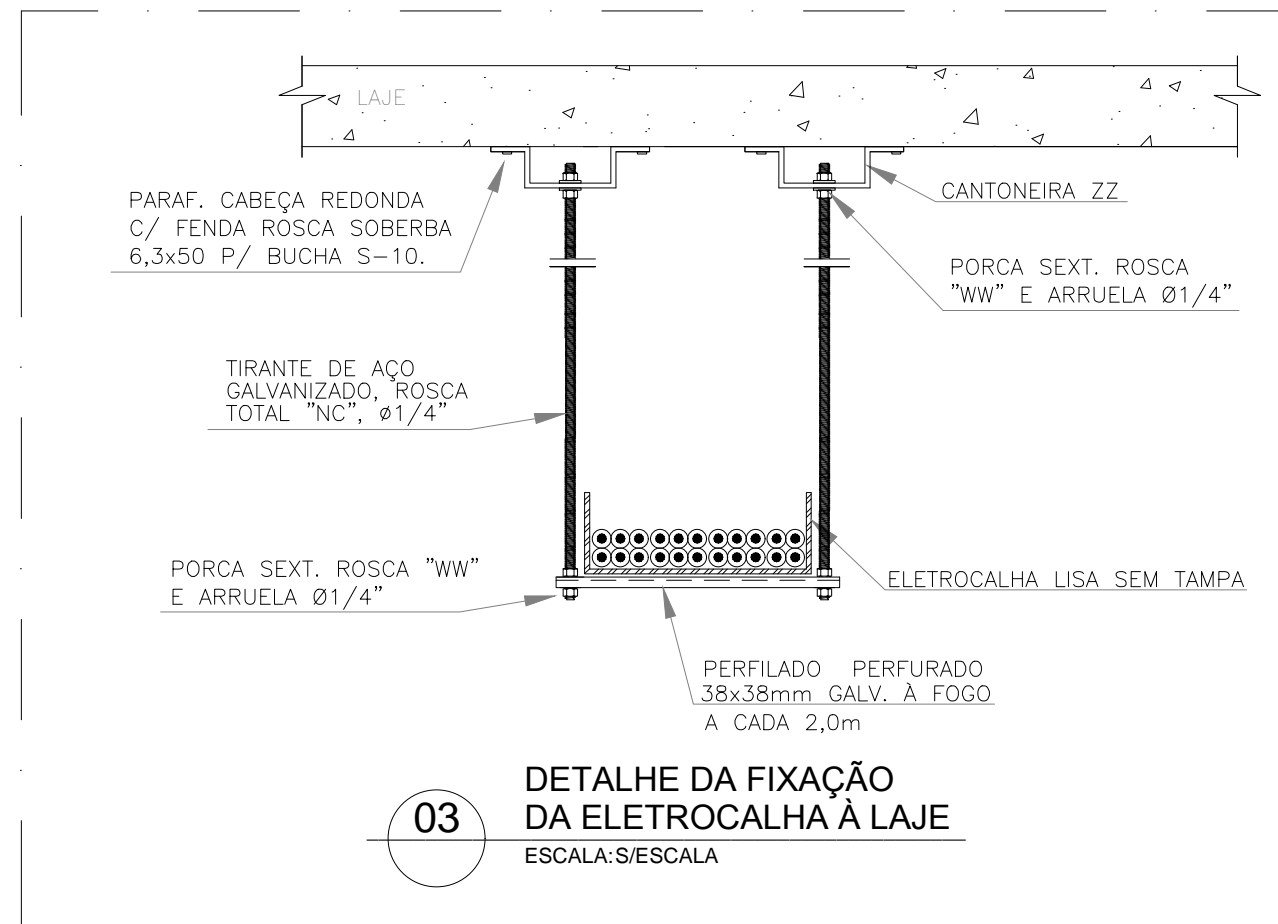 LAJE
PARAF. CABEÇA REDONDA
C/ FENDA ROSCA SOBERBA
6,3x50 P/ BUCHA S-10.
CANTONEIRA ZZ
PORCA SEXT. ROSCA
"WW" E ARRUELA Ø1/4"
TIRANTE DE AÇO
GALVANIZADO, ROSCA
TOTAL "NC", ø1/4"
PORCA SEXT. ROSCA "WW"
E ARRUELA Ø1/4"
ELETROCALHA LISA SEM TAMPA
PERFILADO PERFURADO
38x38mm GALV. À FOGO
A CADA 2,0m
03
DETALHE DA FIXAÇÃO
DA ELETROCALHA À LAJE
ESCALA:S/ESCALA